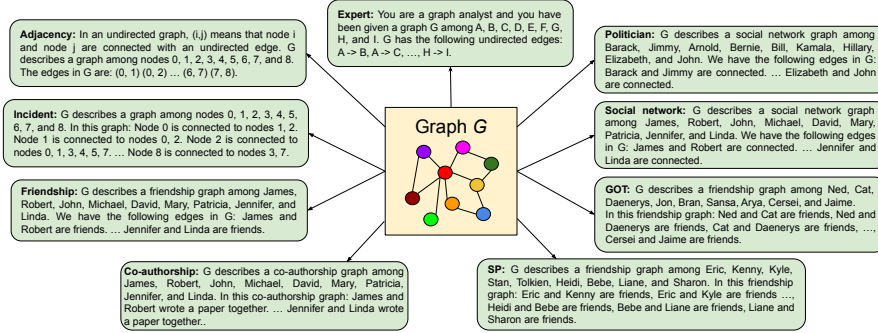 Adjacency: In an undirected graph, (i,j) means that node i
and node j are connected with an undirected edge. G
describes a graph among nodes 0, 1, 2, 3, 4, 5, 6, 7, and 8.
The edges in G are: (0, 1) (0, 2) … (6, 7) (7, 8).
Expert: You are a graph analyst and you have
been given a graph G among A, B, C, D, E, F, G,
H, and I. G has the following undirected edges:
A -> B, A -> C, …, H -> I.
Politician: G describes a social network graph among
Barack, Jimmy, Arnold, Bernie, Bill, Kamala, Hillary,
Elizabeth, and John. We have the following edges in G:
Barack and Jimmy are connected. … Elizabeth and John
are connected.
Incident: G describes a graph among nodes 0, 1, 2, 3, 4, 5,
6, 7, and 8. In this graph: Node 0 is connected to nodes 1, 2.
Node 1 is connected to nodes 0, 2. Node 2 is connected to
nodes 0, 1, 3, 4, 5, 7. … Node 8 is connected to nodes 3, 7.
Graph G
Social network: G describes a social network graph
among James, Robert, John, Michael, David, Mary,
Patricia, Jennifer, and Linda. We have the following edges
in G: James and Robert are connected. … Jennifer and
Linda are connected.
Friendship: G describes a friendship graph among James,
Robert, John, Michael, David, Mary, Patricia, Jennifer, and
Linda. We have the following edges in G: James and
Robert are friends. … Jennifer and Linda are friends.
GOT: G describes a friendship graph among Ned, Cat,
Daenerys, Jon, Bran, Sansa, Arya, Cersei, and Jaime.
In this friendship graph: Ned and Cat are friends, Ned and
Daenerys are friends, Cat and Daenerys are friends, …,
Cersei and Jaime are friends.
Co-authorship: G describes a co-authorship graph among
James, Robert, John, Michael, David, Mary, Patricia,
Jennifer, and Linda. In this co-authorship graph: James and
Robert wrote a paper together. … Jennifer and Linda wrote
a paper together..
SP: G describes a friendship graph among Eric, Kenny, Kyle,
Stan, Tolkien, Heidi, Bebe, Liane, and Sharon. In this friendship
graph: Eric and Kenny are friends, Eric and Kyle are friends …,
Heidi and Bebe are friends, Bebe and Liane are friends, Liane and
Sharon are friends.